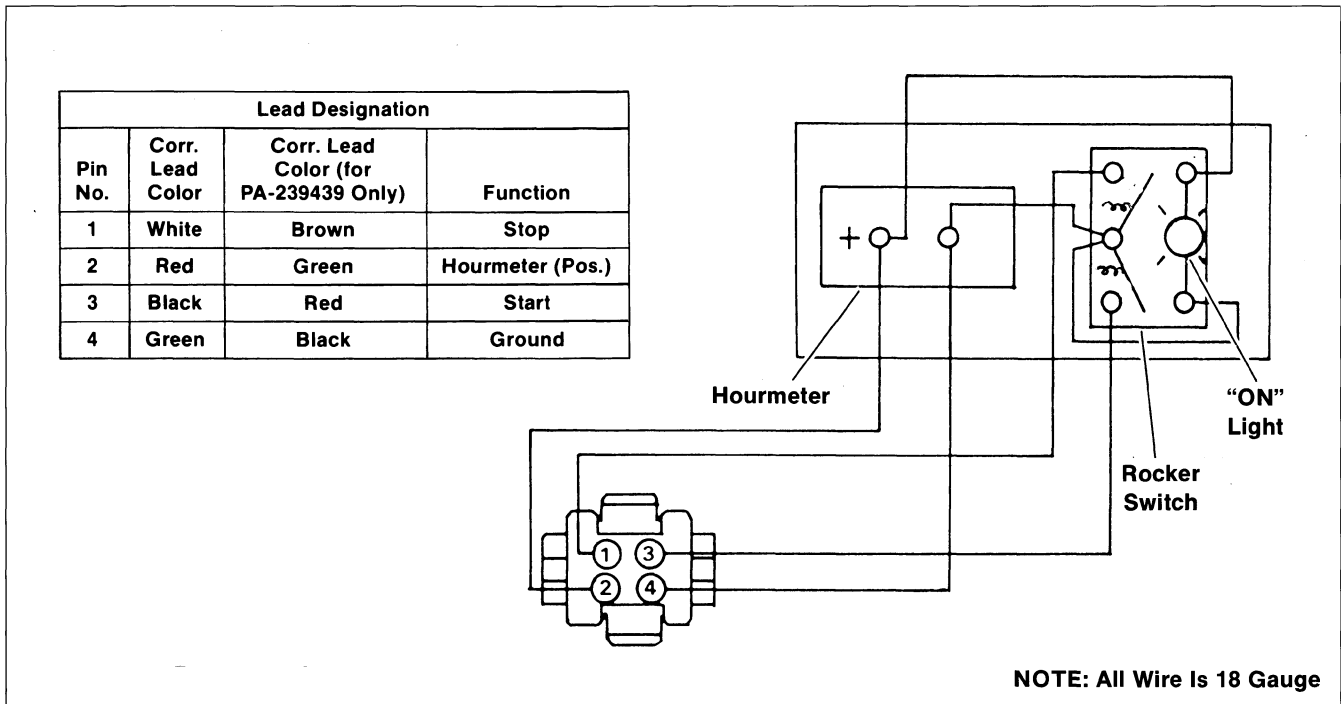 Lead Designation
Pin No. Corr. Lead Color Corr. Lead Color (for PA-239439 Only) Function
1 White Brown Stop
2 Red Green Hourmeter (Pos.)
3 Black Red Start
4 Green Black Ground
+
Hourmeter
"ON"
Light
Rocker
Switch
1 3
2 4
NOTE: All Wire Is 18 Gauge